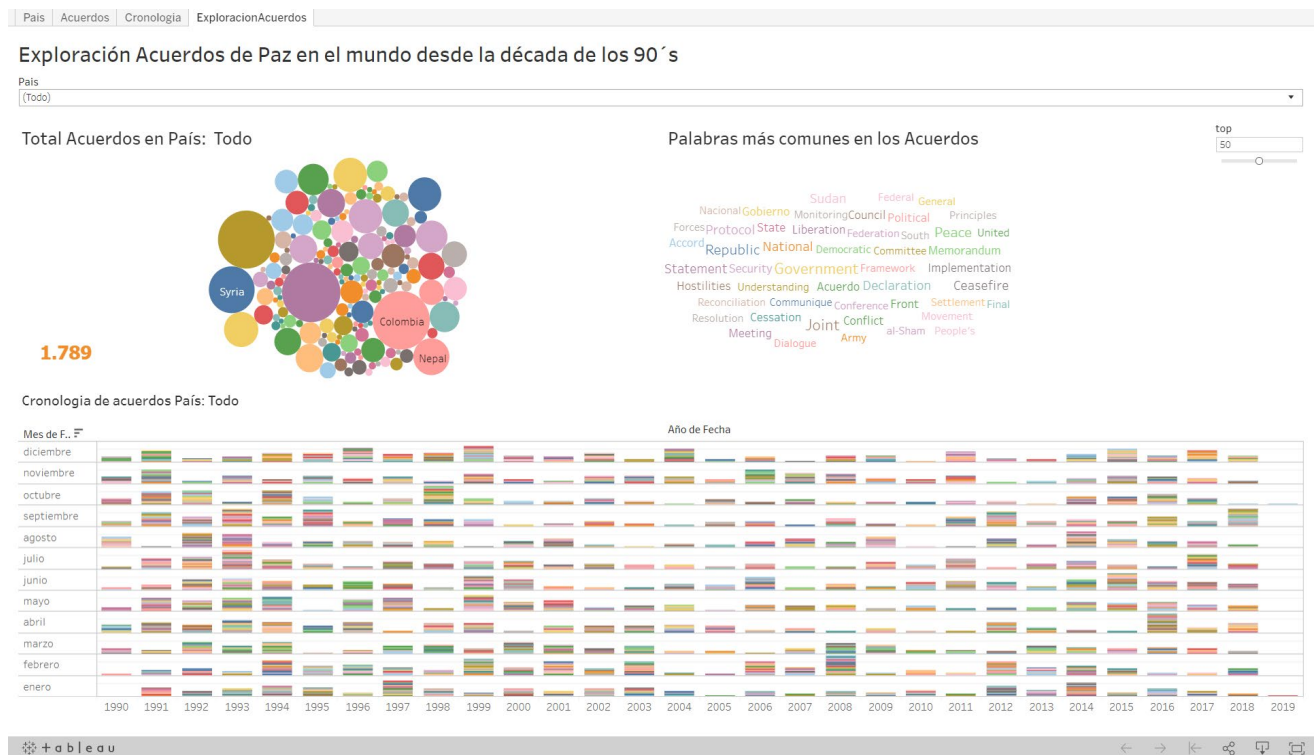 Pais Acuerdos Cronologia ExploracionAcuerdos
Exploración Acuerdos de Paz en el mundo desde la década de los 90´s
Pais
(Todo)
Total Acuerdos en País: Todo
Syria
Colombia
Nepal
1.789
Palabras más comunes en los Acuerdos
top
50
Sudan Federal General
Nacional Gobierno Monitoring Council Political Principles
Forces Protocol State Liberation Federation South Peace United
Accord Republic National Democratic Committee Memorandum
Statement Security Government Framework Implementation
Hostilities Understanding Acuerdo Declaration Ceasefire
Reconciliation Communique Conference Front Settlement Final
Resolution Cessation Joint Conflict Movement
Meeting Dialogue Army al-Sham People's
Cronologia de acuerdos País: Todo
Mes de F.. Año de Fecha
diciembre
noviembre
octubre
septiembre
agosto
julio
junio
mayo
abril
marzo
febrero
enero
1990 1991 1992 1993 1994 1995 1996 1997 1998 1999 2000 2001 2002 2003 2004 2005 2006 2007 2008 2009 2010 2011 2012 2013 2014 2015 2016 2017 2018 2019
+ableau